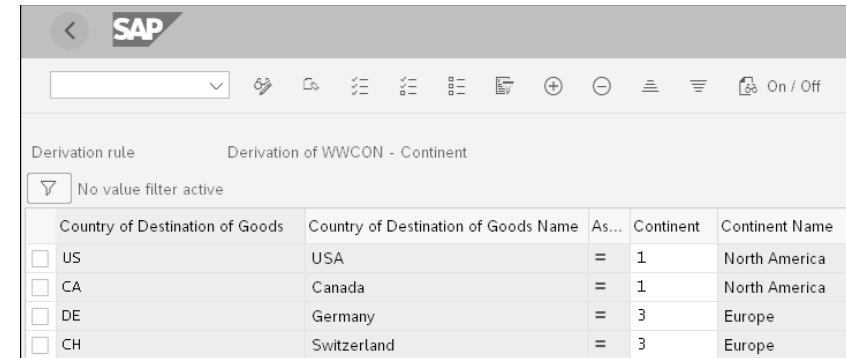 SAP
On / Off
Derivation rule Derivation of WWCON - Continent
No value filter active
Country of Destination of Goods Country of Destination of Goods Name As... Continent Continent Name
US USA = 1 North America
CA Canada = 1 North America
DE Germany = 3 Europe
CH Switzerland = 3 Europe